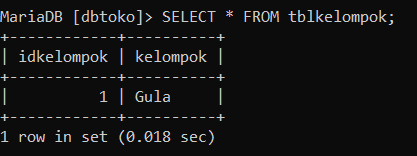 MariaDB [dbtoko]> SELECT * FROM tblkelompok;
+------------+----------+
| idkelompok | kelompok |
+------------+----------+
|          1 | Gula     |
+------------+----------+
1 row in set (0.018 sec)